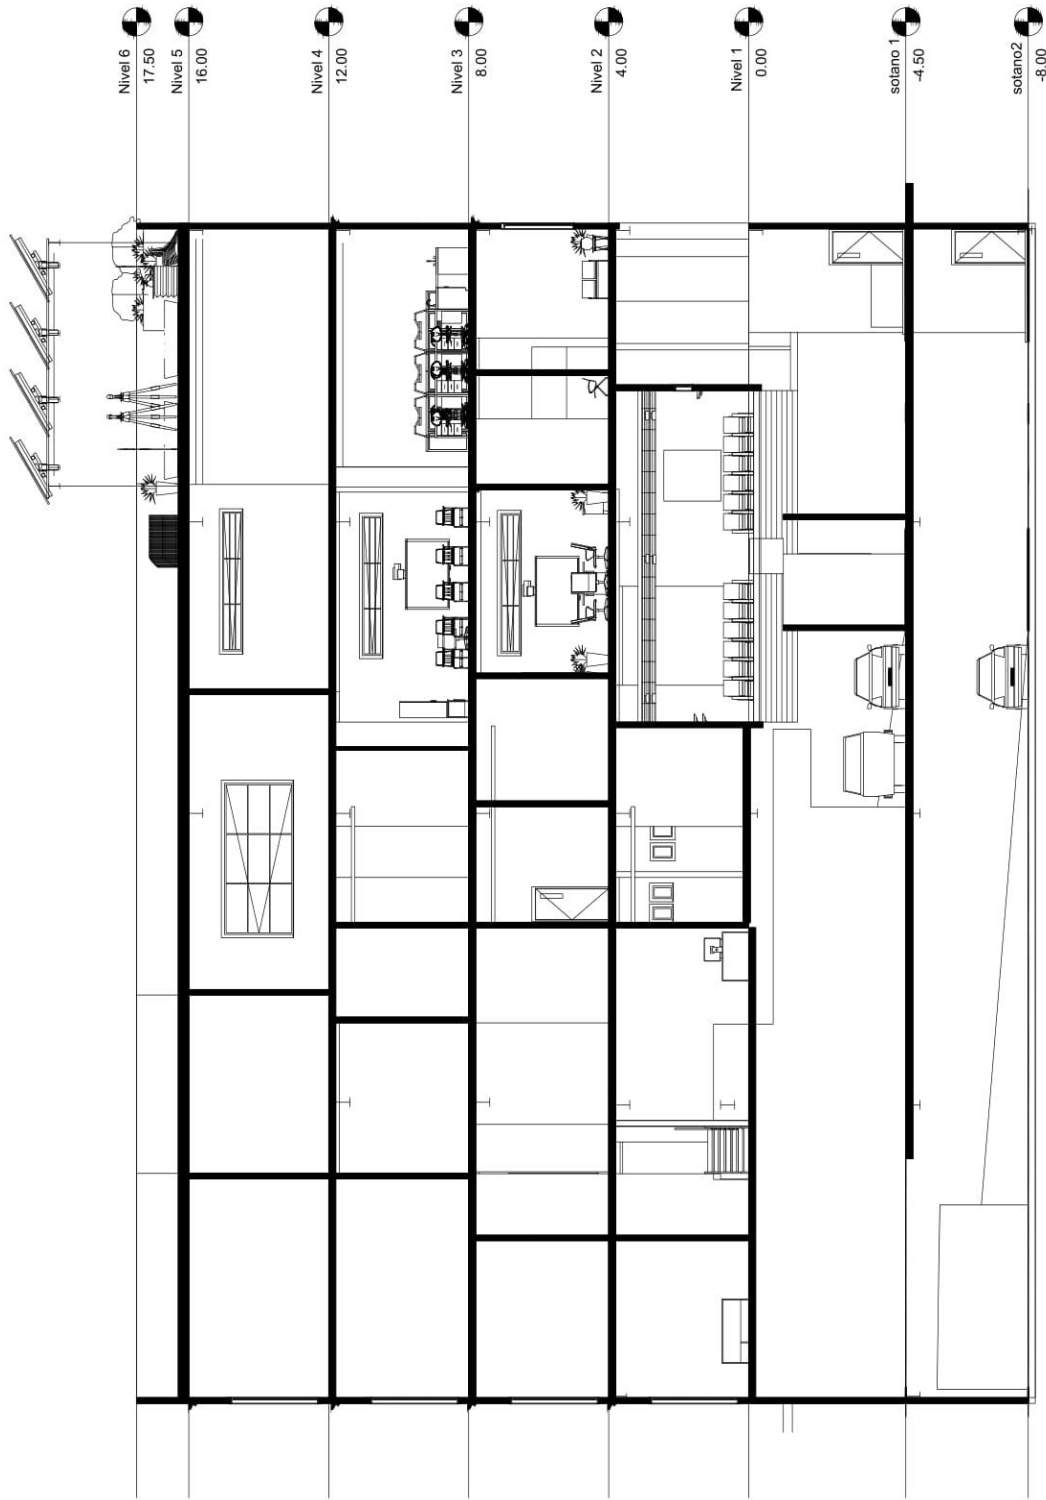 Nivel 6
17.50
Nivel 5
16.00
Nivel 4
12.00
Nivel 3
8.00
Nivel 2
4.00
Nivel 1
0.00
sotano 1
-4.50
sotano2
-8.00